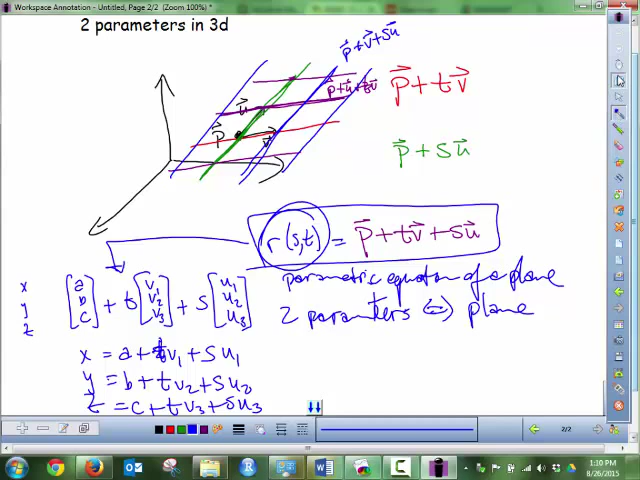 Workspace Annotation - Untitled, Page 2/2 (Zoom 100%)
2 parameters in 3d
p⃗+v⃗+su⃗
p⃗+u⃗+tv⃗
u⃗
p⃗
v⃗
p⃗+tv⃗
p⃗+su⃗
r(s,t) = p⃗+tv⃗+su⃗
parametric equation of a plane
2 parameters ⟺ plane
x [a] + t [v₁] + s [u₁]
y [b] [v₂] [u₂]
z [c] [v₃] [u₃]
x = a + tv₁ + su₁
y = b + tv₂ + su₂
z = c + tv₃ + su₃
2/2
1:10 PM
8/26/2015